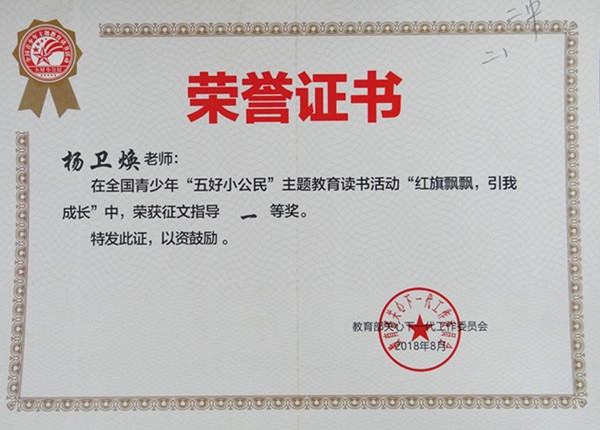 荣誉证书
杨卫焕老师：
在全国青少年“五好小公民”主题教育读书活动“红旗飘飘，引我
成长”中，荣获征文指导 一 等奖。
特发此证，以资鼓励。
教育部关心下一代工作委员会
2018年8月